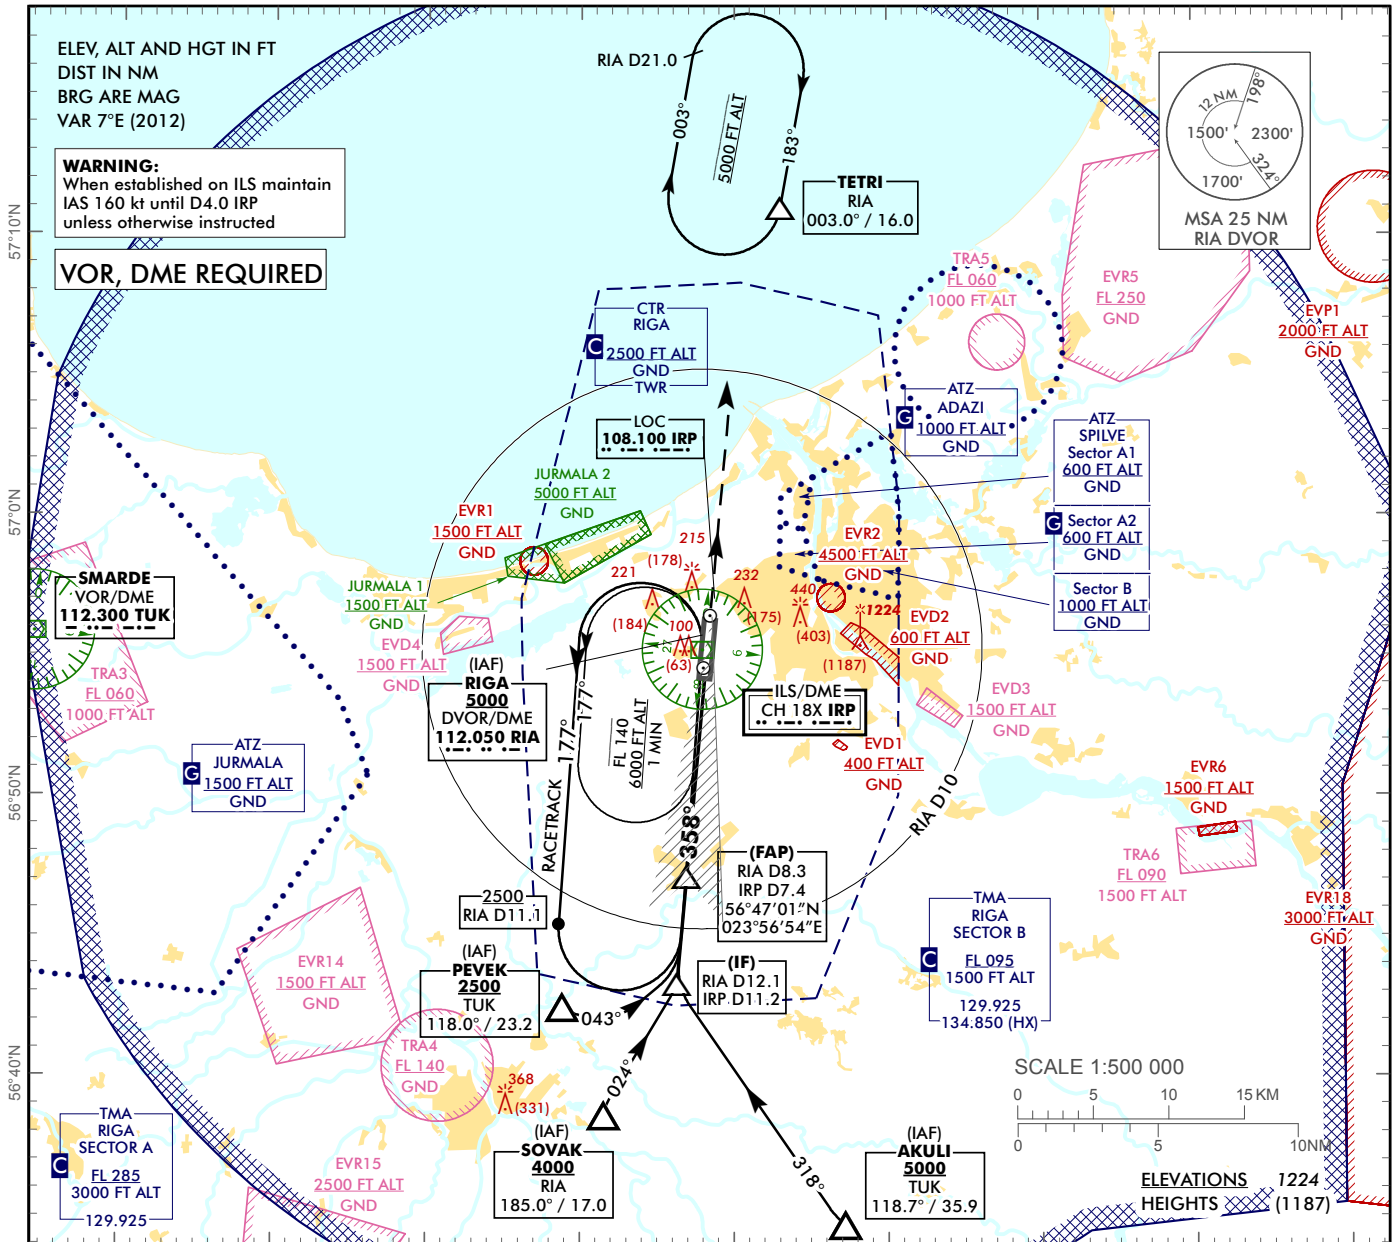 ELEV, ALT AND HGT IN FT
DIST IN NM
BRG ARE MAG
VAR 7°E (2012)
WARNING:
When established on ILS maintain
IAS 160 kt until D4.0 IRP
unless otherwise instructed
VOR, DME REQUIRED
RIA D21.0
003°
5000 FT ALT
183°
TETRI
RIA
003.0° / 16.0
12 NM
198°
1500'
2300'
1700'
324°
MSA 25 NM
RIA DVOR
57°10'N
57°0'N
56°50'N
56°40'N
TRA5
FL 060
1000 FT ALT
EVR5
FL 250
GND
EVP1
2000 FT ALT
GND
CTR
RIGA
C
2500 FT ALT
GND
TWR
ATZ
ADAZI
G
1000 FT ALT
GND
ATZ
SPILVE
Sector A1
600 FT ALT
GND
G
Sector A2
600 FT ALT
GND
Sector B
1000 FT ALT
GND
LOC
108.100 IRP
JURMALA 2
5000 FT ALT
GND
EVR1
1500 FT ALT
GND
215
(178)
221
(184)
232
(175)
100
(63)
27
9
EVR2
4500 FT ALT
GND
440
(403)
1224
(1187)
EVD2
600 FT ALT
GND
JURMALA 1
1500 FT ALT
GND
EVD4
1500 FT ALT
GND
SMARDE
VOR/DME
112.300 TUK
TRA3
FL 060
1000 FT ALT
(IAF)
RIGA
5000
DVOR/DME
112.050 RIA
177°
177°
RACETRACK
FL 140
6000 FT ALT
1 MIN
358°
ILS/DME
CH 18X IRP
EVD3
1500 FT ALT
GND
EVD1
400 FT ALT
GND
RIA D10
ATZ
JURMALA
G
1500 FT ALT
GND
EVR6
1500 FT ALT
GND
TRA6
FL 090
1500 FT ALT
(FAP)
RIA D8.3
IRP D7.4
56°47'01"N
023°56'54"E
2500
RIA D11.1
EVR18
3000 FT ALT
GND
TMA
RIGA
SECTOR B
C
FL 095
1500 FT ALT
129.925
134.850 (HX)
EVR14
1500 FT ALT
GND
(IAF)
PEVEK
2500
TUK
118.0° / 23.2
043°
(IF)
RIA D12.1
IRP D11.2
TRA4
FL 140
GND
368
(331)
024°
(IAF)
SOVAK
4000
RIA
185.0° / 17.0
318°
(IAF)
AKULI
5000
TUK
118.7° / 35.9
TMA
RIGA
SECTOR A
C
FL 285
3000 FT ALT
129.925
EVR15
2500 FT ALT
GND
SCALE 1:500 000
0 5 10 15 KM
0 5 10NM
ELEVATIONS 1224
HEIGHTS (1187)